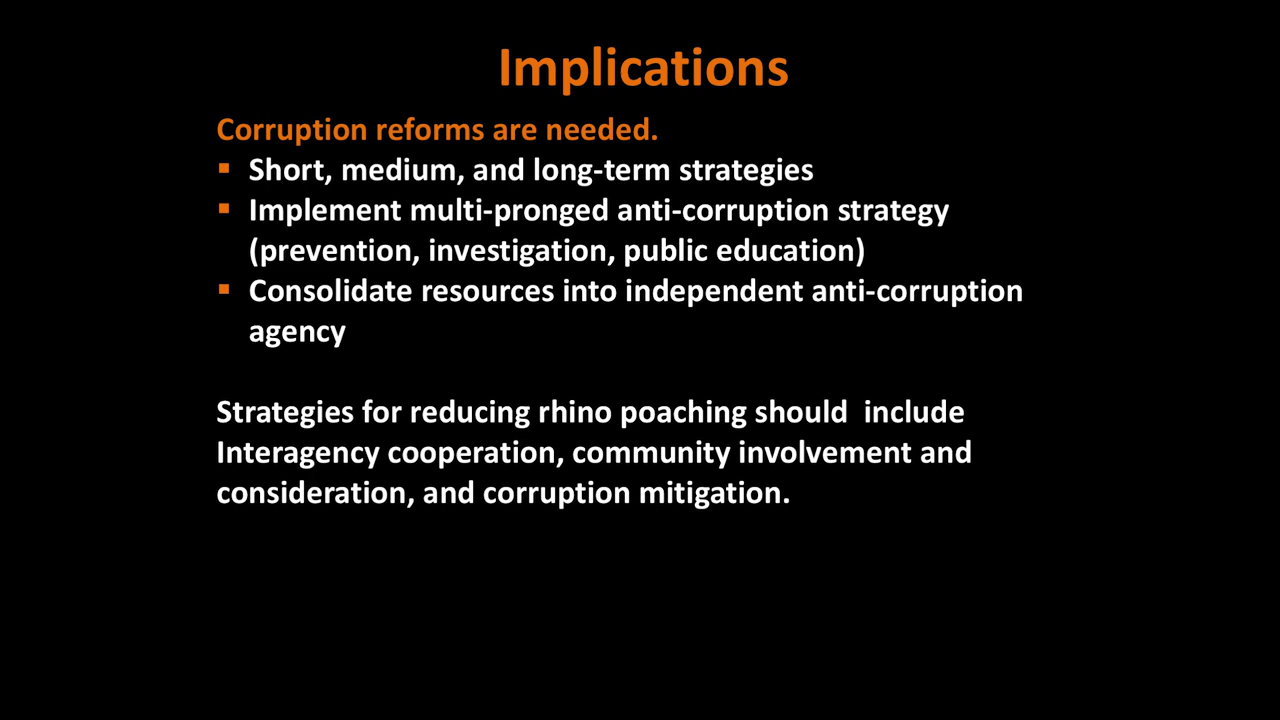 Implications
Corruption reforms are needed.
▪ Short, medium, and long-term strategies
▪ Implement multi-pronged anti-corruption strategy
(prevention, investigation, public education)
▪ Consolidate resources into independent anti-corruption
agency
Strategies for reducing rhino poaching should  include
Interagency cooperation, community involvement and
consideration, and corruption mitigation.